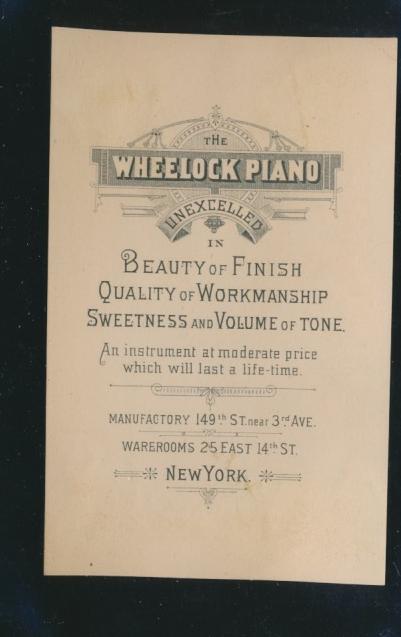 THE
WHEELOCK PIANO
UNEXCELLED
IN
BEAUTY OF FINISH
QUALITY OF WORKMANSHIP
SWEETNESS AND VOLUME OF TONE.
An instrument at moderate price
which will last a life-time.
MANUFACTORY 149th ST. near 3rd AVE.
WAREROOMS 25 EAST 14th ST.
NEW YORK.